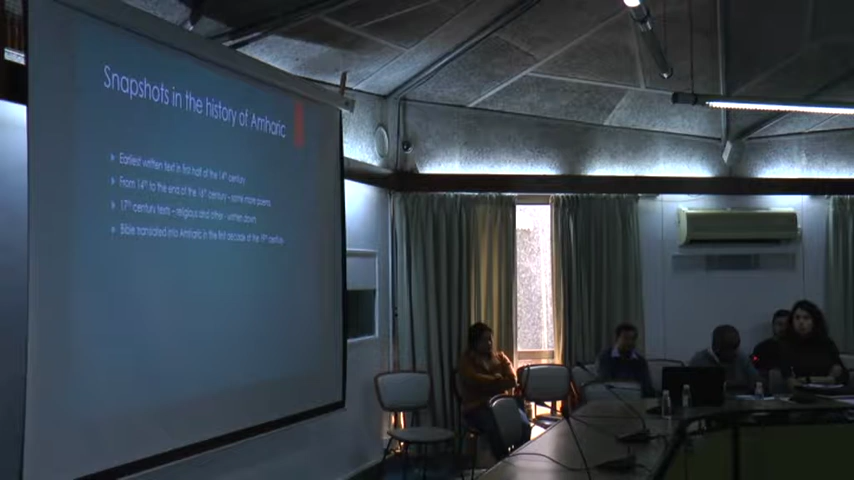 Snapshots in the history of Amharic
Earliest written text in first half of the 14th century
From 14th to the end of the 16th century - some more poems
17th century texts - religious and other - written down
Bible translated into Amharic in the first decade of the 19th century